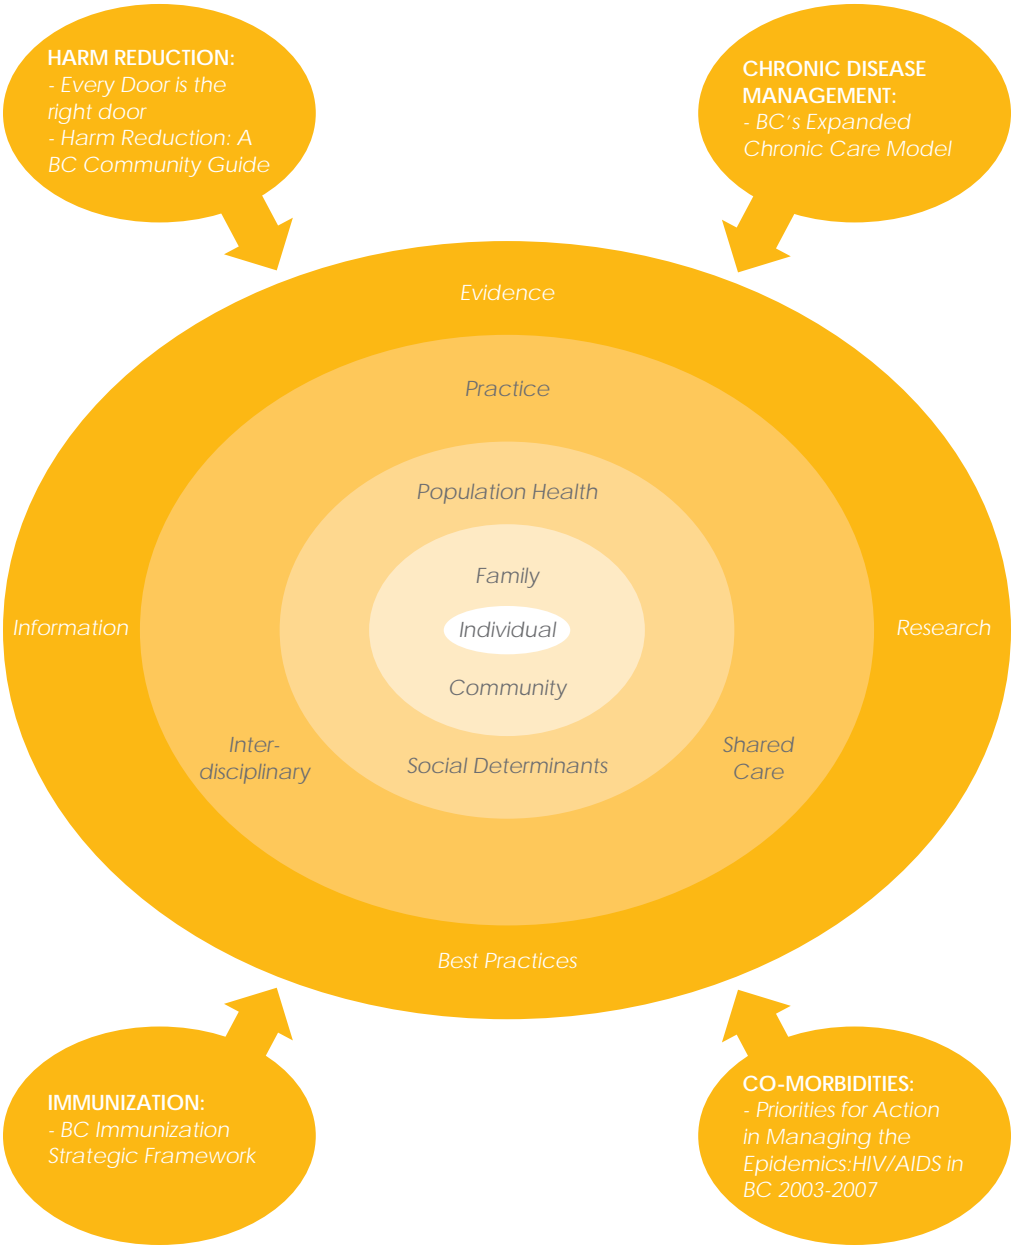 HARM REDUCTION:
- Every Door is the
right door
- Harm Reduction: A
BC Community Guide
CHRONIC DISEASE
MANAGEMENT:
- BC's Expanded
Chronic Care Model
Evidence
Practice
Population Health
Family
Information
Individual
Research
Community
Inter-
disciplinary
Social Determinants
Shared
Care
Best Practices
IMMUNIZATION:
- BC Immunization
Strategic Framework
CO-MORBIDITIES:
- Priorities for Action
in Managing the
Epidemics:HIV/AIDS in
BC 2003-2007